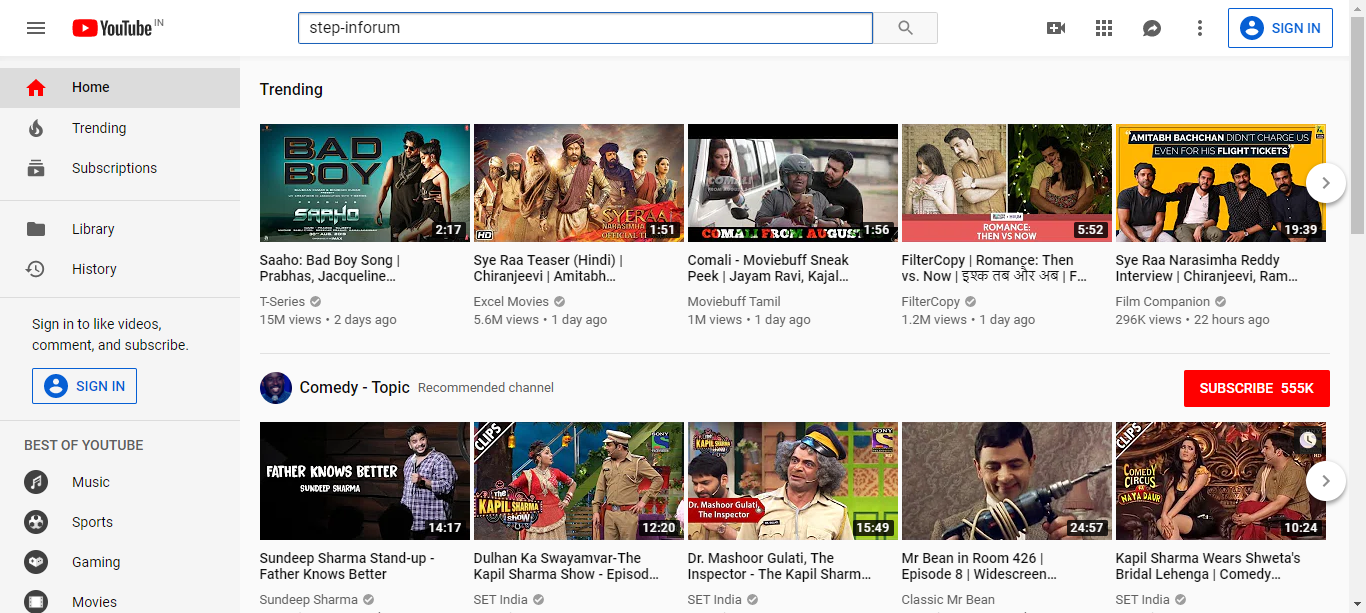 YouTube IN
step-inforum
SIGN IN
Home
Trending
Subscriptions
Library
History
Sign in to like videos,
comment, and subscribe.
SIGN IN
BEST OF YOUTUBE
Music
Sports
Gaming
Movies
Trending
BAD
BOY
SAAHO
2:17
Saaho: Bad Boy Song |
Prabhas, Jacqueline...
T-Series
15M views • 2 days ago
SYERAA
NARASIMHA REDDY
HD
1:51
Sye Raa Teaser (Hindi) |
Chiranjeevi | Amitabh...
Excel Movies
5.6M views • 1 day ago
COMALI
COMALI FROM AUGUST
1:56
Comali - Moviebuff Sneak
Peek | Jayam Ravi, Kajal...
Moviebuff Tamil
1M views • 1 day ago
ROMANCE:
THEN VS NOW
5:52
FilterCopy | Romance: Then
vs. Now | इश्क़ तब और अब | F...
FilterCopy
1.2M views • 1 day ago
"AMITABH BACHCHAN DIDN'T CHARGE US
EVEN FOR HIS FLIGHT TICKETS"
19:39
Sye Raa Narasimha Reddy
Interview | Chiranjeevi, Ram...
Film Companion
296K views • 22 hours ago
Comedy - Topic Recommended channel
SUBSCRIBE 555K
FATHER KNOWS BETTER
SUNDEEP SHARMA
14:17
Sundeep Sharma Stand-up -
Father Knows Better
Sundeep Sharma
CLIPS
SONY
The
KAPIL SHARMA
Show
12:20
Dulhan Ka Swayamvar-The
Kapil Sharma Show - Episod...
SET India
KAPIL SHARMA
SONY
Dr. Mashoor Gulati,
The Inspector
15:49
Dr. Mashoor Gulati, The
Inspector - The Kapil Sharm...
SET India
24:57
Mr Bean in Room 426 |
Episode 8 | Widescreen...
Classic Mr Bean
CLIPS
COMEDY
CIRCUS
KA
NAYA DAUR
10:24
Kapil Sharma Wears Shweta's
Bridal Lehenga | Comedy...
SET India